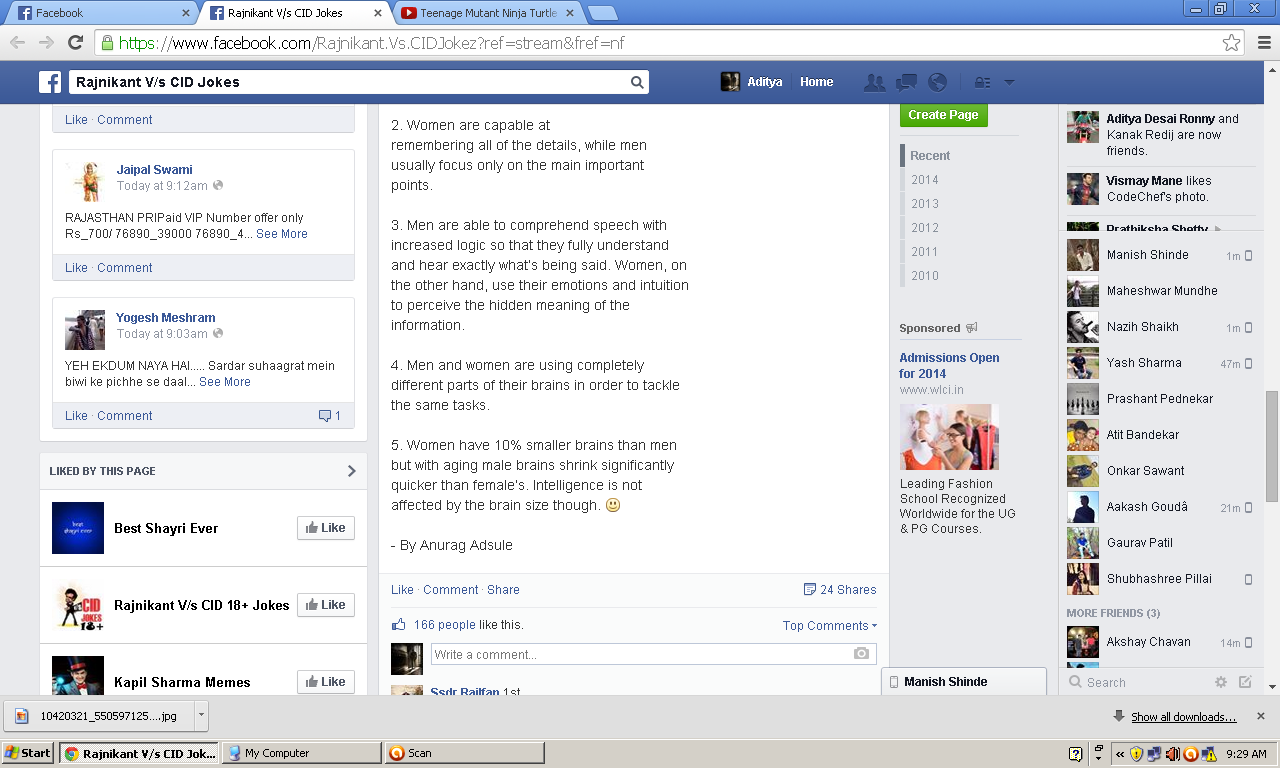 Facebook
Rajnikant V/s CID Jokes
Teenage Mutant Ninja Turtle
https://www.facebook.com/Rajnikant.Vs.CIDJokez?ref=stream&fref=nf
Rajnikant V/s CID Jokes
Aditya
Home
Like · Comment
Jaipal Swami
Today at 9:12am
RAJASTHAN PRIPaid VIP Number offer only
Rs_700/ 76890_39000 76890_4... See More
Like · Comment
Yogesh Meshram
Today at 9:03am
YEH EKDUM NAYA HAI.... Sardar suhaagrat mein
biwi ke pichhe se daal... See More
Like · Comment
1
LIKED BY THIS PAGE
Best Shayri Ever
Like
Rajnikant V/s CID 18+ Jokes
Like
Kapil Sharma Memes
Like
2. Women are capable at
remembering all of the details, while men
usually focus only on the main important
points.
3. Men are able to comprehend speech with
increased logic so that they fully understand
and hear exactly what's being said. Women, on
the other hand, use their emotions and intuition
to perceive the hidden meaning of the
information.
4. Men and women are using completely
different parts of their brains in order to tackle
the same tasks.
5. Women have 10% smaller brains than men
but with aging male brains shrink significantly
quicker than female's. Intelligence is not
affected by the brain size though.
- By Anurag Adsule
Like · Comment · Share
24 Shares
166 people like this.
Top Comments
Write a comment...
Ssdr Railfan 1st
Create Page
Recent
2014
2013
2012
2011
2010
Sponsored
Admissions Open
for 2014
www.wlci.in
Leading Fashion
School Recognized
Worldwide for the UG
& PG Courses.
Aditya Desai Ronny and
Kanak Redij are now
friends.
Vismay Mane likes
CodeChef's photo.
Prathiksha Shetty
Manish Shinde 1m
Maheshwar Mundhe
Nazih Shaikh 1m
Yash Sharma 47m
Prashant Pednekar
Atit Bandekar
Onkar Sawant
Aakash Goudâ 21m
Gaurav Patil
Shubhashree Pillai
MORE FRIENDS (3)
Akshay Chavan 14m
Search
Manish Shinde
10420321_550597125....jpg
Show all downloads...
Start
Rajnikant V/s CID Jok...
My Computer
Scan
9:29 AM